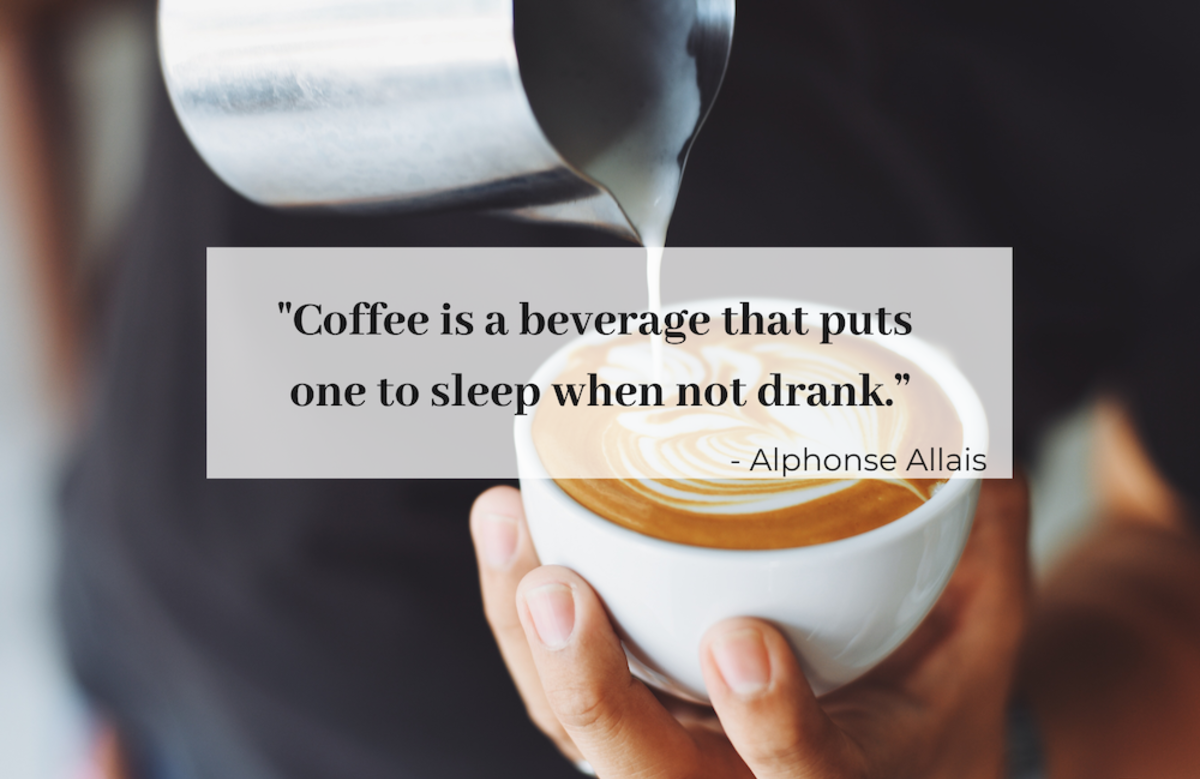 "Coffee is a beverage that puts
one to sleep when not drank.”
- Alphonse Allais